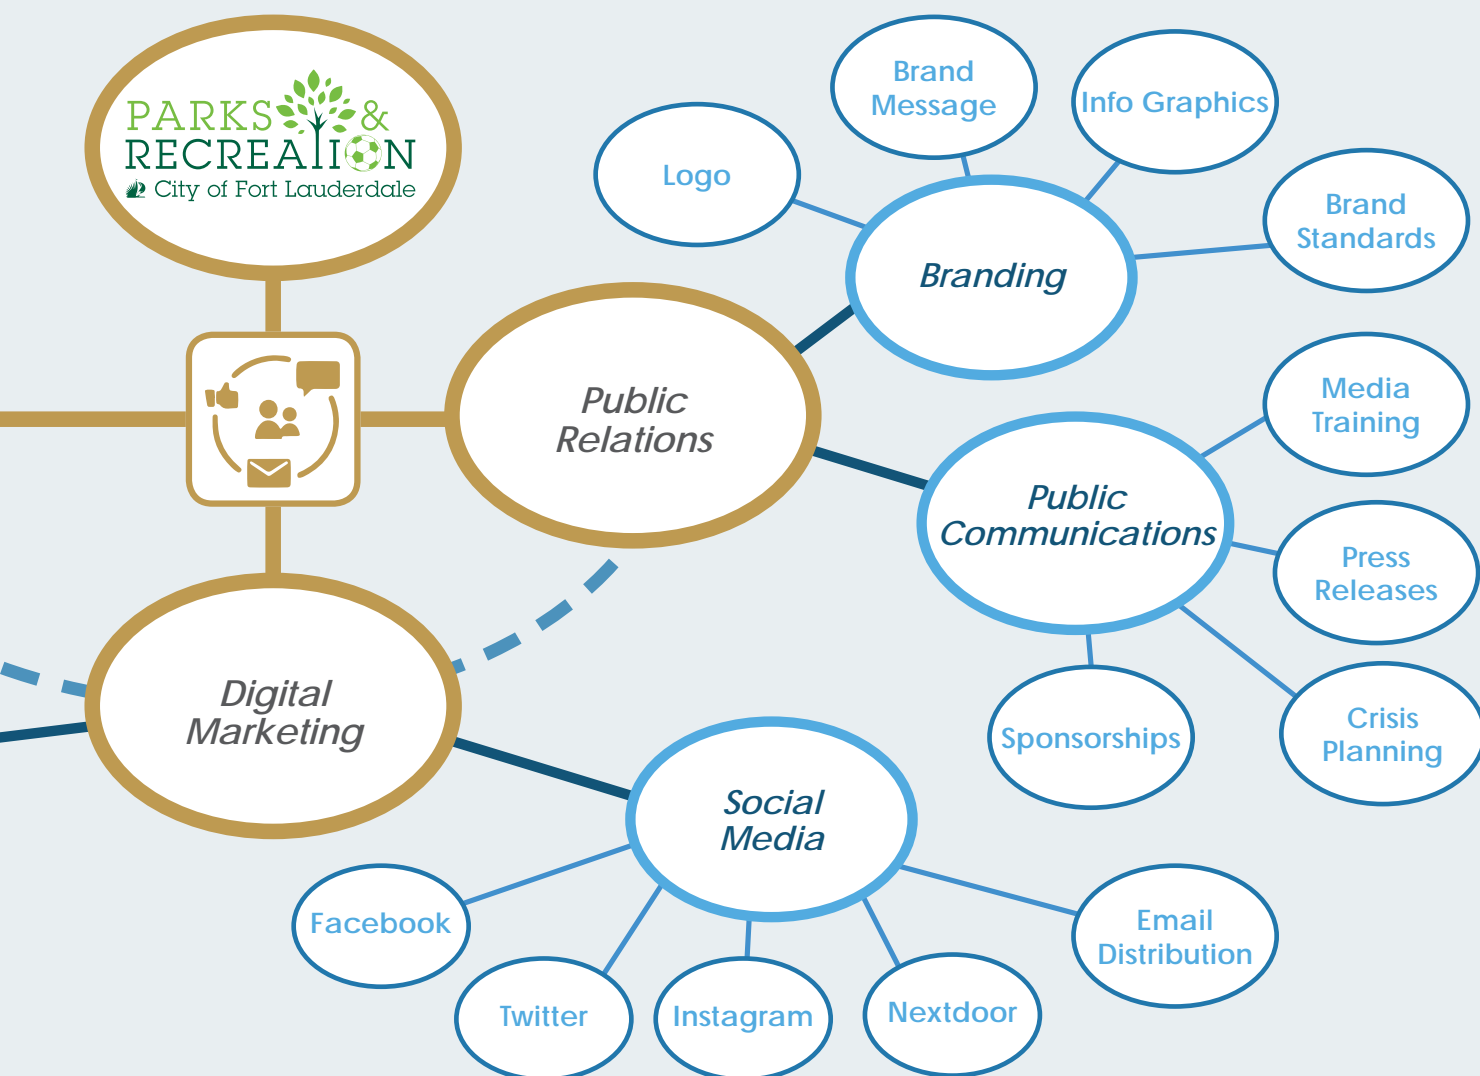 PARKS &
RECREATION
City of Fort Lauderdale
Public
Relations
Digital
Marketing
Branding
Logo
Brand
Message
Info Graphics
Brand
Standards
Public
Communications
Media
Training
Press
Releases
Crisis
Planning
Sponsorships
Social
Media
Facebook
Twitter
Instagram
Nextdoor
Email
Distribution